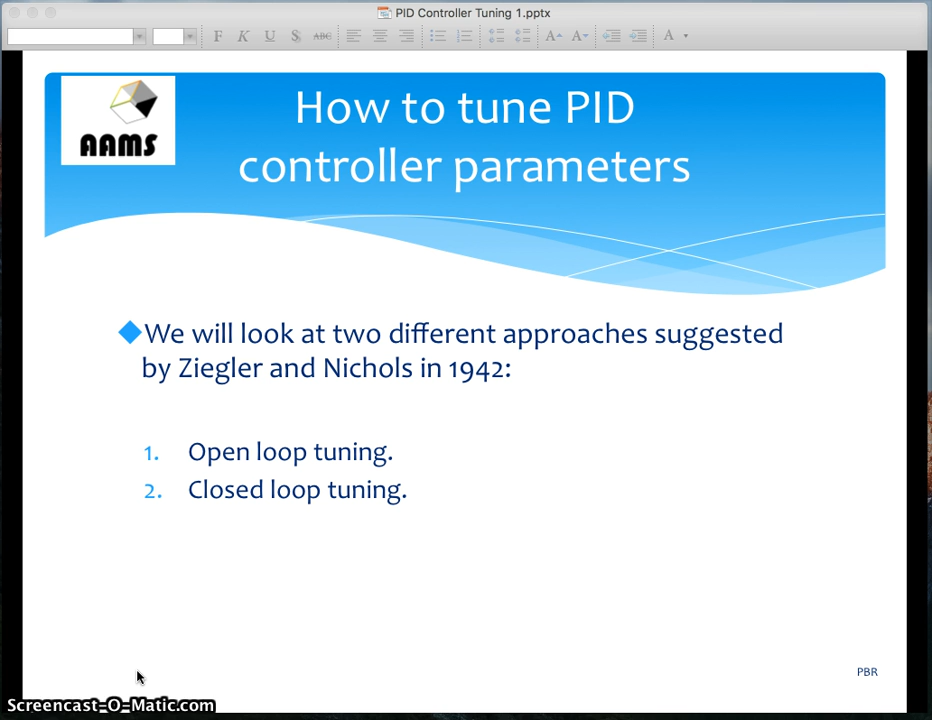 PID Controller Tuning 1.pptx
F K U S ABC A A A
AAMS
How to tune PID
controller parameters
We will look at two different approaches suggested
by Ziegler and Nichols in 1942:
1. Open loop tuning.
2. Closed loop tuning.
PBR
Screencast-O-Matic.com